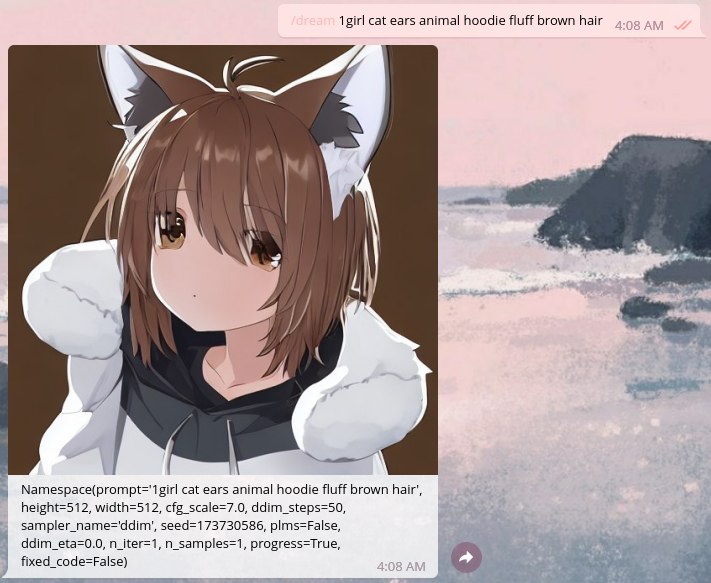 /dream 1girl cat ears animal hoodie fluff brown hair 4:08 AM
Namespace(prompt='1girl cat ears animal hoodie fluff brown hair',
height=512, width=512, cfg_scale=7.0, ddim_steps=50,
sampler_name='ddim', seed=173730586, plms=False,
ddim_eta=0.0, n_iter=1, n_samples=1, progress=True,
fixed_code=False) 4:08 AM